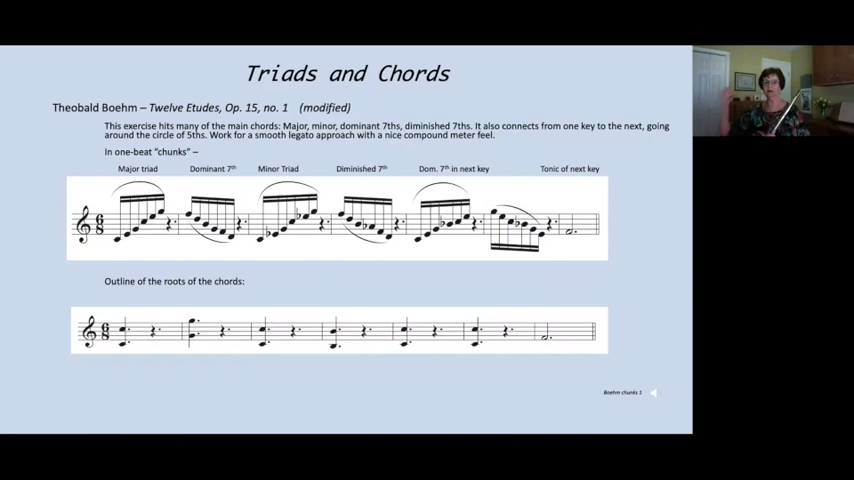 Triads and Chords
Theobald Boehm – Twelve Etudes, Op. 15, no. 1 (modified)
This exercise hits many of the main chords: Major, minor, dominant 7ths, diminished 7ths. It also connects from one key to the next, going
around the circle of 5ths. Work for a smooth legato approach with a nice compound meter feel.
In one-beat “chunks” –
Major triad Dominant 7th Minor Triad Diminished 7th Dom. 7th in next key Tonic of next key
6
8
Outline of the roots of the chords:
6
8
Boehm chunks 1